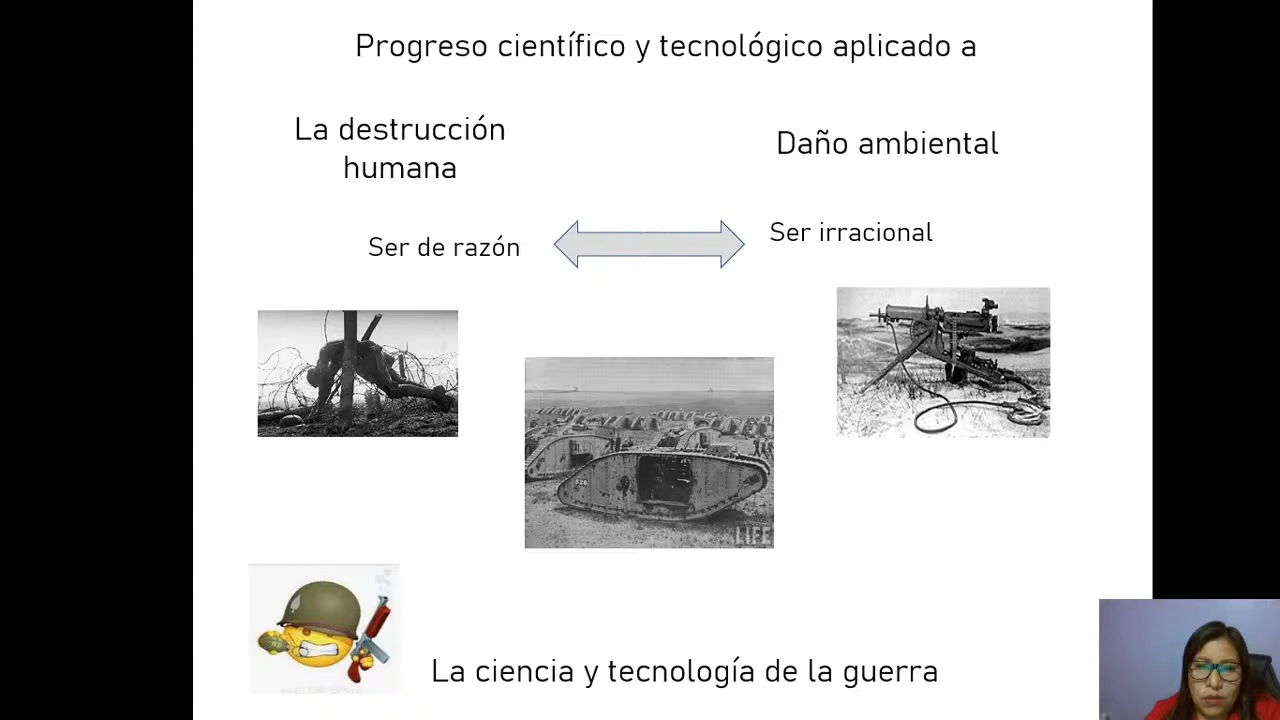 Progreso científico y tecnológico aplicado a
La destrucción
humana
Daño ambiental
Ser de razón
Ser irracional
528
LIFE
La ciencia y tecnología de la guerra